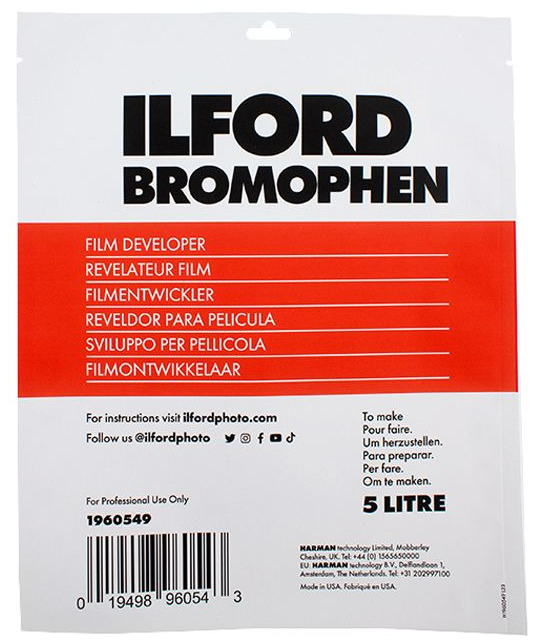 ILFORD
BROMOPHEN
FILM DEVELOPER
REVELATEUR FILM
FILMENTWICKLER
REVELDOR PARA PELICULA
SVILUPPO PER PELLICOLA
FILMONTWIKKELAAR
For instructions visit ilfordphoto.com
Follow us @ilfordphoto
To make
Pour faire.
Um herzustellen.
Para preparar.
Per fare.
Om te maken.
5 LITRE
For Professional Use Only
1960549
0 19498 96054 3
HARMAN technology Limited, Mobberley
Cheshire, UK. Tel: +44 (0) 1565650000
EU: HARMAN technology B.V., Delflandlaan 1,
Amsterdam, The Netherlands. Tel: +31 202997100
Made in USA. Fabriqué en USA.